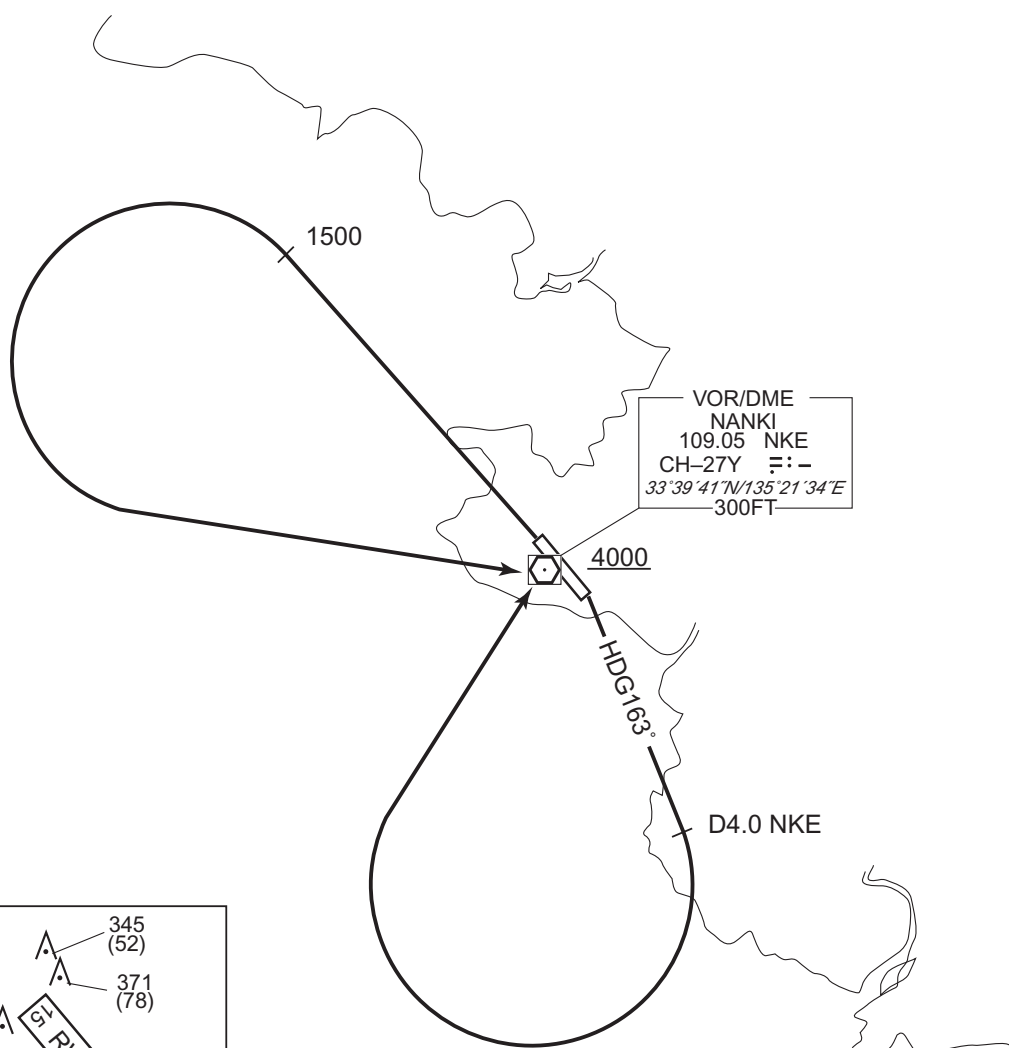 1500
VOR/DME
NANKI
109.05 NKE
CH–27Y
33°39´41˝N/135°21´34˝E
300FT
4000
HDG163°
D4.0 NKE
345
(52)
371
(78)
15